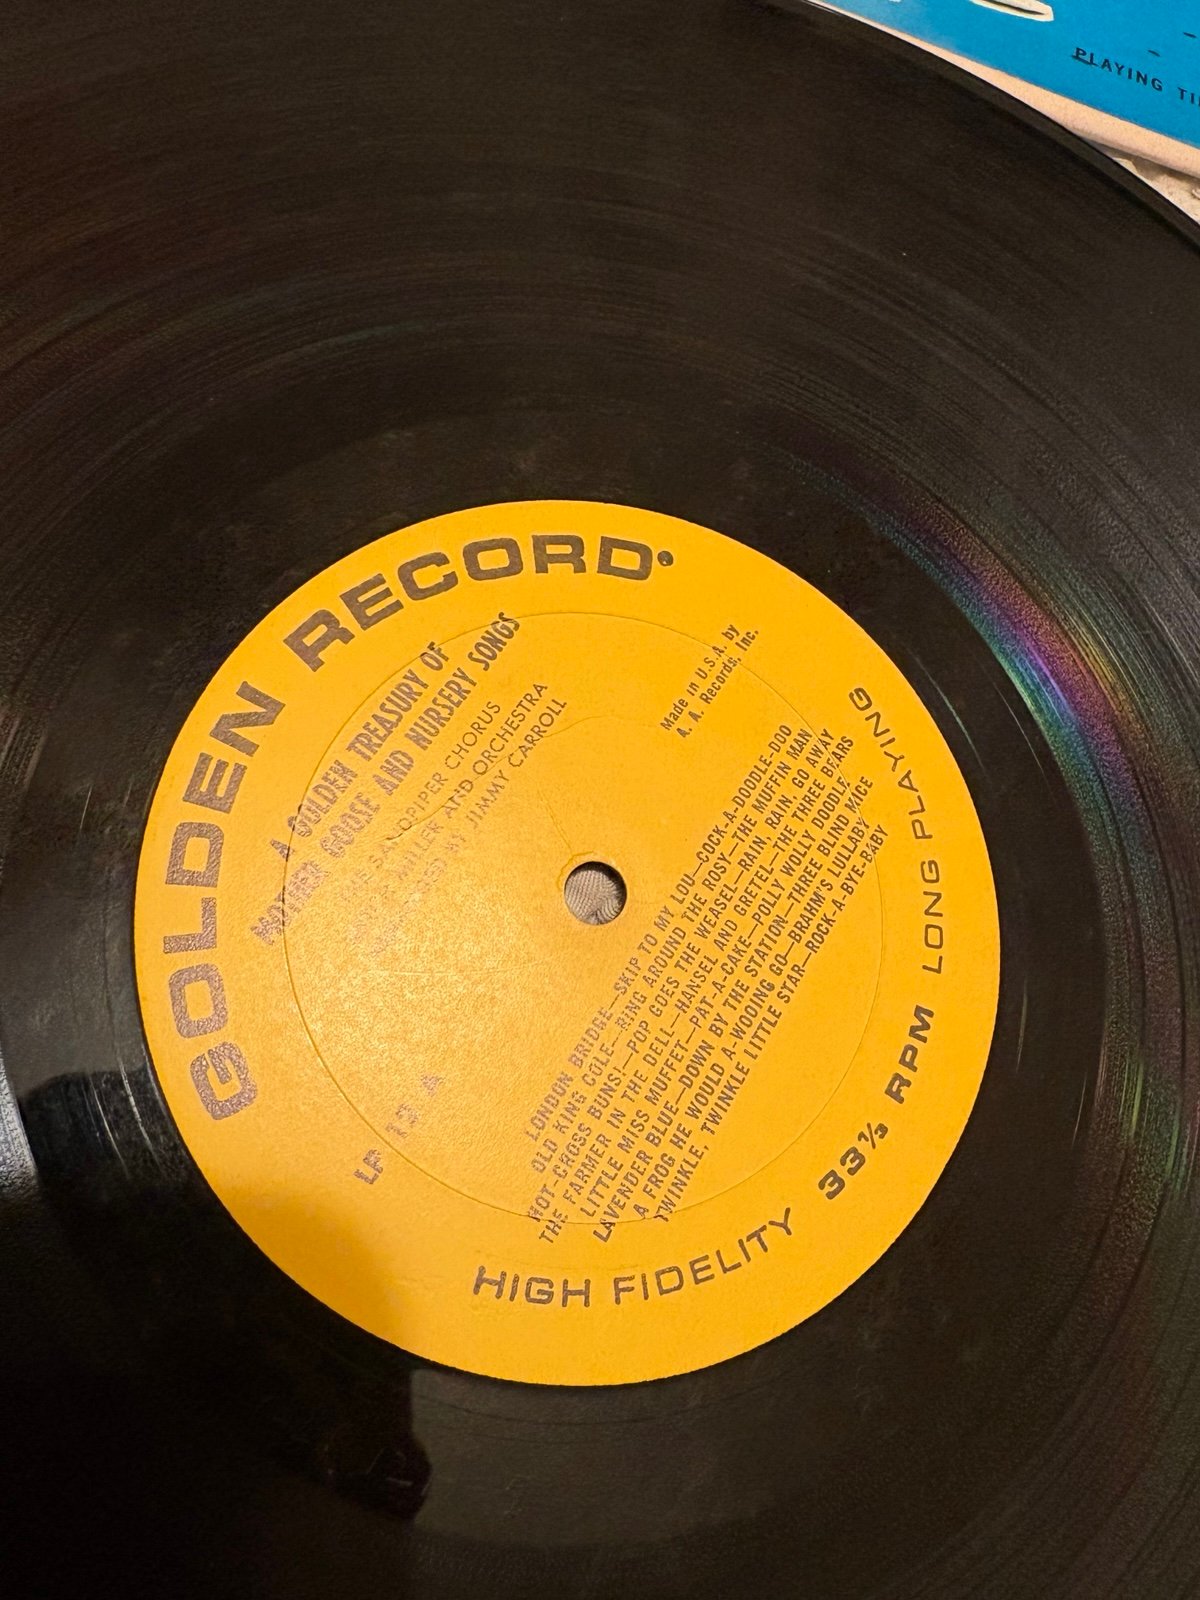 PLAYING
GOLDEN RECORD
A GOLDEN TREASURY OF
MOTHER GOOSE AND NURSERY SONGS
SANDPIPER CHORUS
MILLER AND ORCHESTRA
BY JIMMY CARROLL
Made in U.S.A. by
A. A. Records, Inc.
LP A
LONDON BRIDGE—SKIP TO MY LOU—COCK-A-DOODLE-DOO
OLD KING COLE—RING AROUND THE ROSY—THE MUFFIN MAN
HOT-CROSS BUNS!—POP GOES THE WEASEL—RAIN, RAIN, GO AWAY
THE FARMER IN THE DELL—HANSEL AND GRETEL—THE THREE BEARS
LITTLE MISS MUFFET—PAT-A-CAKE—POLLY WOLLY DOODLE
LAVENDER BLUE—DOWN BY THE STATION—THREE BLIND MICE
A FROG HE WOULD A-WOOING GO—BRAHM'S LULLABY
TWINKLE, TWINKLE LITTLE STAR—ROCK-A-BYE-BABY
HIGH FIDELITY 33⅓ RPM LONG PLAYING